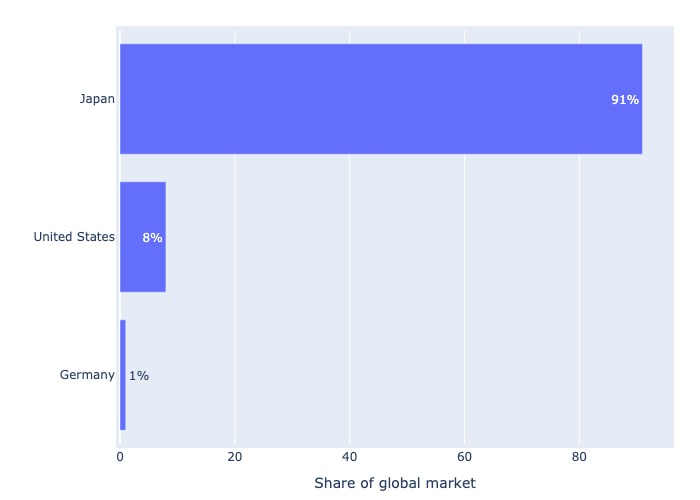 Japan
91%
United States
8%
Germany
1%
0 20 40 60 80
Share of global market